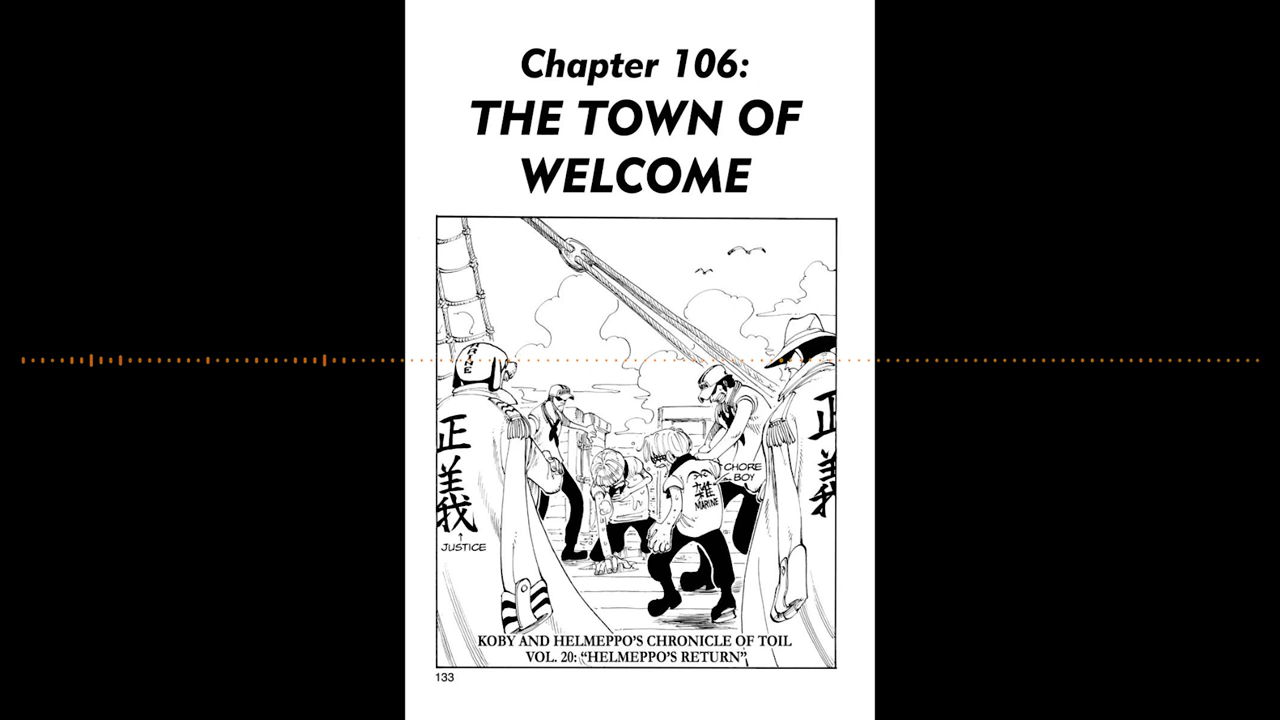 Chapter 106:
THE TOWN OF
WELCOME
MARINE
正義
JUSTICE
CHORE
BOY
雑
MARINE
正義
KOBY AND HELMEPPO'S CHRONICLE OF TOIL
VOL. 20: “HELMEPPO'S RETURN”
133